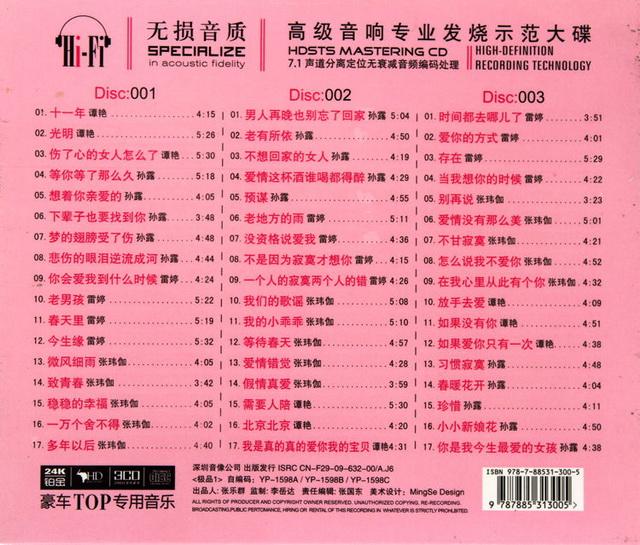 Hi-Fi
无损音质
SPECIALIZE
in acoustic fidelity
高级音响专业发烧示范大碟
HDSTS MASTERING CD
7.1 声道分离定位无衰减音频编码处理
HIGH-DEFINITION
RECORDING TECHNOLOGY
Disc:001
01. 十一年 谭艳 4:15
02. 光明 谭艳 5:26
03. 伤了心的女人怎么了 谭艳 5:30
04. 等你等了那么久 孙露 5:18
05. 想着你亲爱的 孙露 4:05
06. 下辈子也要找到你 孙露 3:48
07. 梦的翅膀受了伤 孙露 4:48
08. 悲伤的眼泪逆流成河 孙露 4:44
09. 你会爱我到什么时候 雷婷 4:24
10. 老男孩 雷婷 5:22
11. 春天里 雷婷 5:19
12. 今生缘 雷婷 5:32
13. 微风细雨 张玮伽 4:05
14. 致青春 张玮伽 3:42
15. 稳稳的幸福 张玮伽 4:05
16. 一万个舍不得 张玮伽 4:02
17. 多年以后 张玮伽 4:40
Disc:002
01. 男人再晚也别忘了回家 孙露 5:04
02. 老有所依 孙露 4:50
03. 不想回家的女人 孙露 4:19
04. 爱情这杯酒谁喝都得醉 孙露 4:29
05. 预谋 孙露 4:55
06. 老地方的雨 雷婷 5:11
07. 没资格说爱我 雷婷 4:36
08. 不是因为寂寞才想你 雷婷 4:15
09. 一个人的寂寞两个人的错 雷婷 4:26
10. 我们的歌谣 张玮伽 5:08
11. 我的小乖乖 张玮伽 5:10
12. 等待春天 张玮伽 4:57
13. 爱情错觉 张玮伽 4:28
14. 假情真爱 张玮伽 3:51
15. 需要人陪 谭艳 5:30
16. 北京北京 谭艳 4:20
17. 我是真的真的爱你我的宝贝 谭艳 4:31
Disc:003
01. 时间都去哪儿了 雷婷 3:51
02. 爱你的方式 雷婷 4:01
03. 存在 雷婷 5:29
04. 当我想你的时候 雷婷 4:22
05. 别再说 张玮伽 3:23
06. 爱情没有那么美 张玮伽 5:01
07. 不甘寂寞 张玮伽 4:21
08. 怎么说我不爱你 张玮伽 4:52
09. 在我心里从此有个你 张玮伽 4:32
10. 放手去爱 谭艳 4:09
11. 如果没有你 谭艳 4:51
12. 如果爱你只有一次 谭艳 4:38
13. 习惯寂寞 孙露 4:38
14. 春暖花开 孙露 4:04
15. 珍惜 孙露 4:11
16. 小小新娘花 孙露 4:20
17. 你是我今生最爱的女孩 孙露 4:38
24K
铂金
HD
3CD
豪车TOP专用音乐
深圳音像公司 出版发行 ISRC CN-F29-09-632-00/A.J6
<极品1> 自编码: YP-1598A / YP-1598B / YP-1598C
出品人: 张乐群 监制: 李岳达 责任编辑: 张国东 美术设计: MingSe Design
ALL RIGHTS OF PRODUCER AND COPYRIGHT OWNER RESERVED. UNAUTHORIZED COPYING. RE-RECORDING.
BROADCASTING.PUBLIC PERTORMANCE, HIRING OR RENTAL OF THIS RECORDING IN WHATEVER IS STRICTLY PROHIBITED.
ISBN 978-7-88531-300-5
9 787885 313005